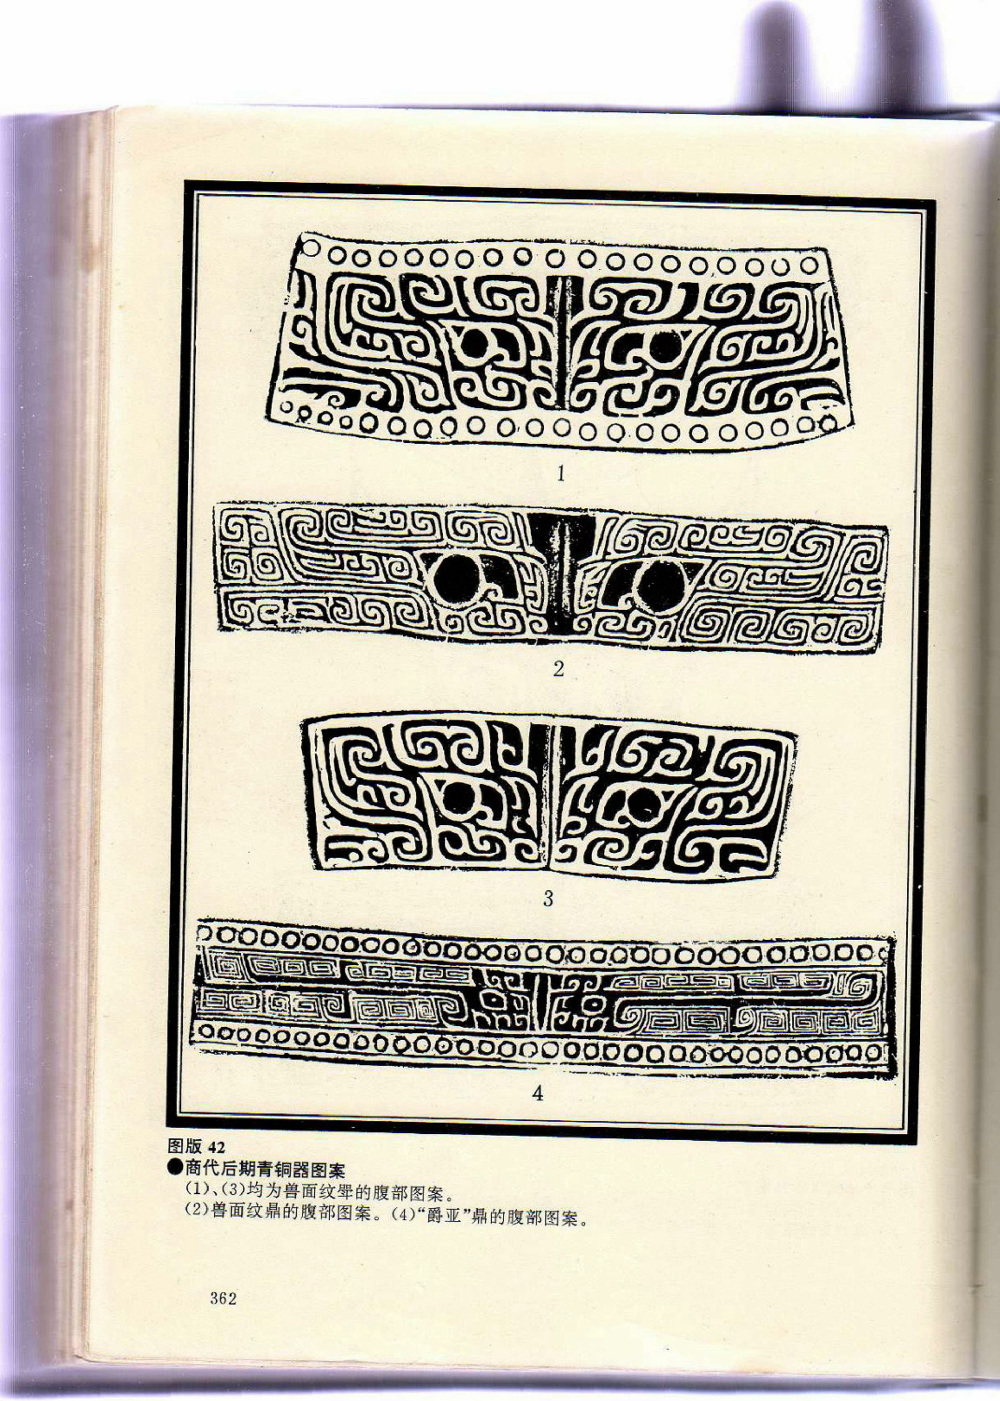 1
2
3
4
图版 42
●商代后期青铜器图案
(1)、(3)均为兽面纹斝的腹部图案。
(2)兽面纹鼎的腹部图案。(4)“爵亚”鼎的腹部图案。
362